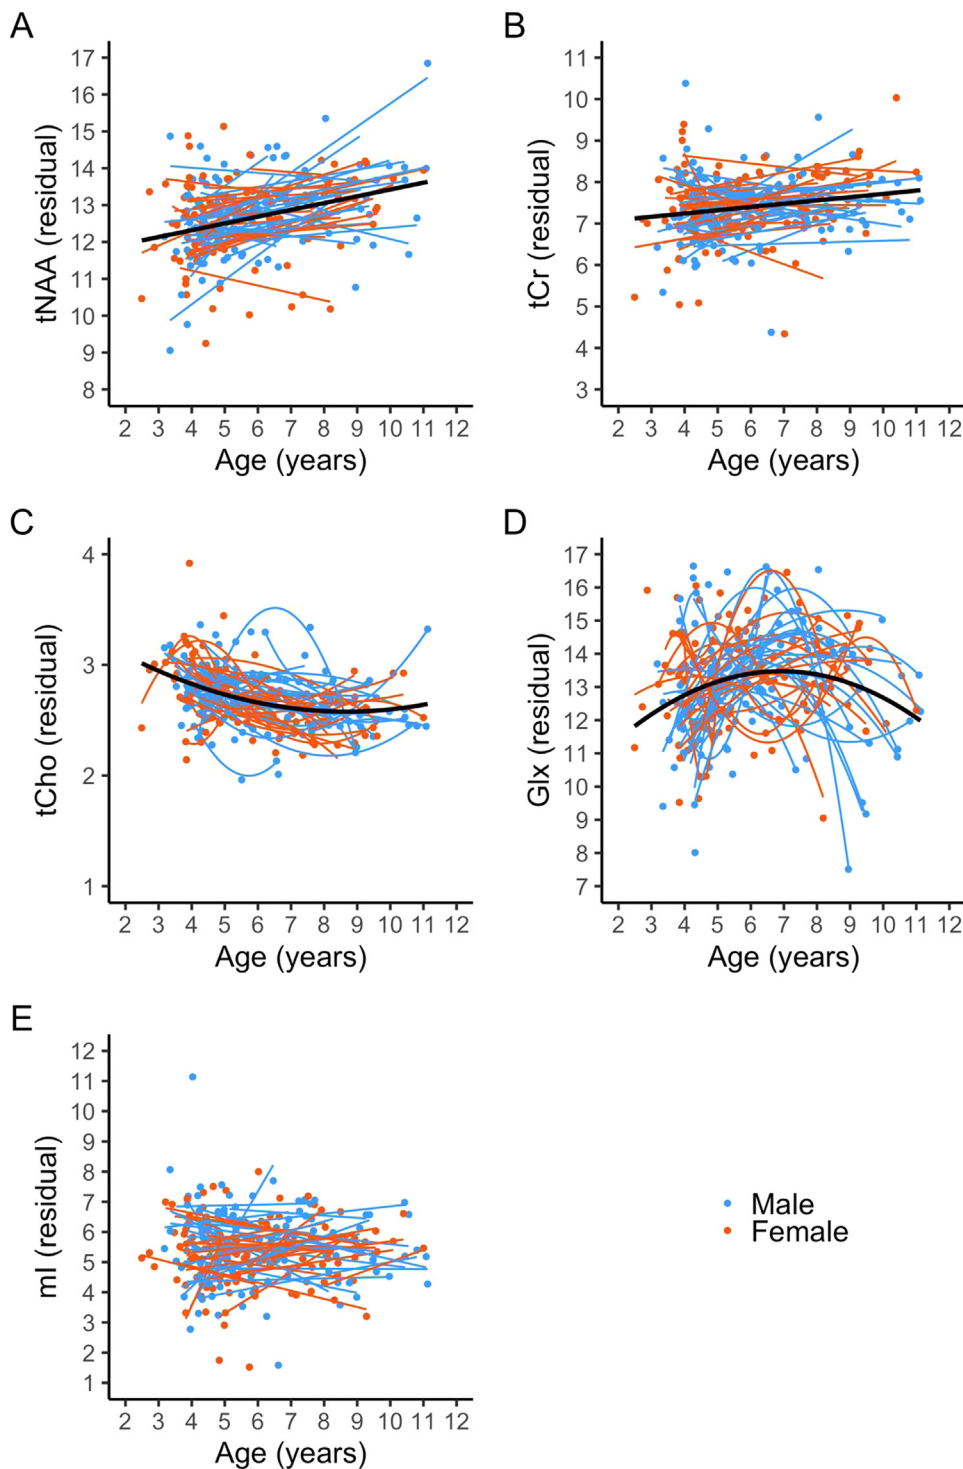 A
17
16
15
14
13
12
11
10
9
8
tNAA (residual)
2 3 4 5 6 7 8 9 10 11 12
Age (years)
B
11
10
9
8
7
6
5
4
3
tCr (residual)
2 3 4 5 6 7 8 9 10 11 12
Age (years)
C
4
3
2
1
tCho (residual)
2 3 4 5 6 7 8 9 10 11 12
Age (years)
D
17
16
15
14
13
12
11
10
9
8
7
Glx (residual)
2 3 4 5 6 7 8 9 10 11 12
Age (years)
E
12
11
10
9
8
7
6
5
4
3
2
1
mI (residual)
2 3 4 5 6 7 8 9 10 11 12
Age (years)
Male
Female